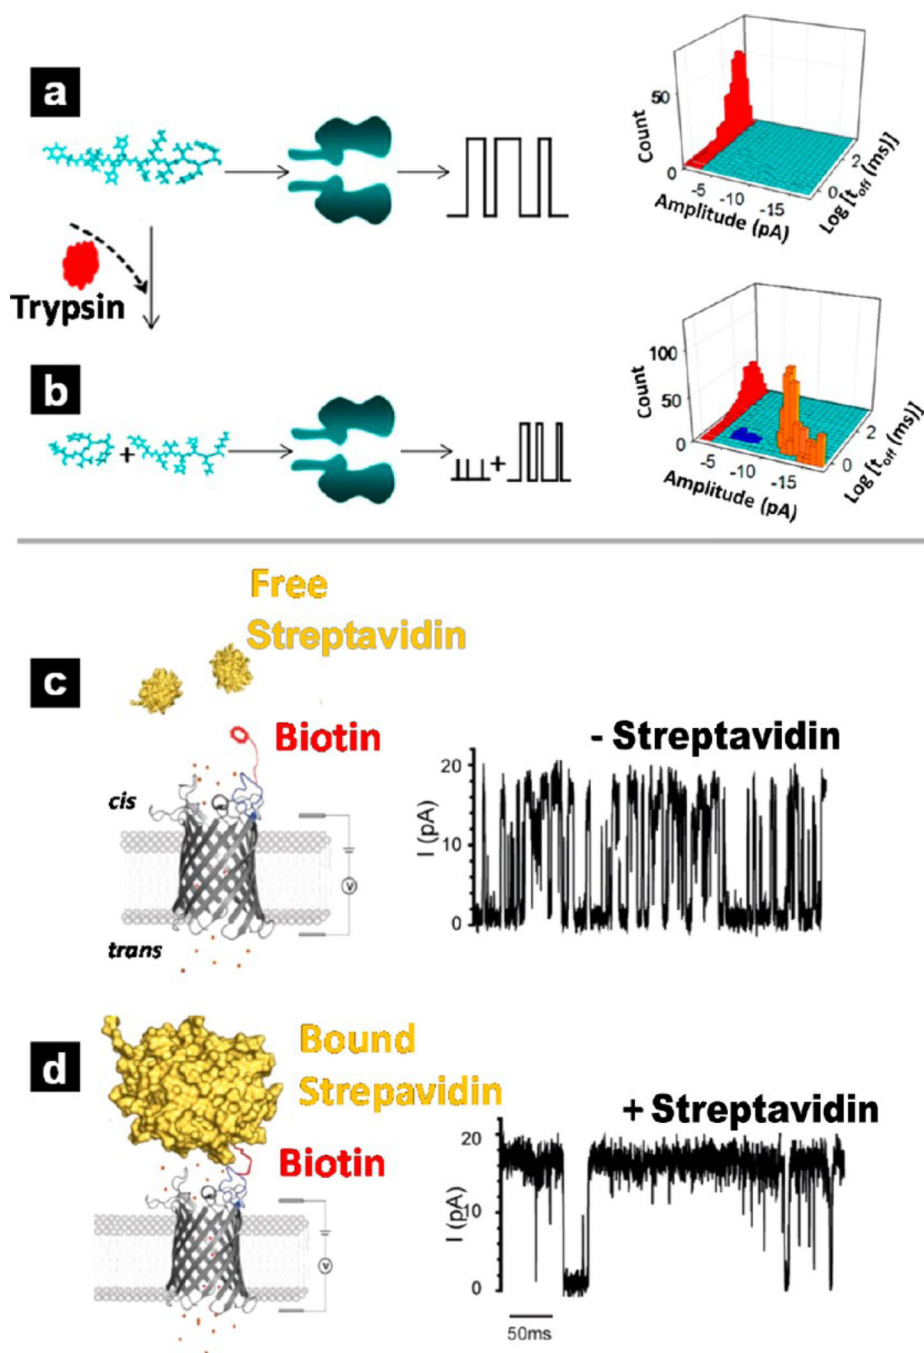 a
Trypsin
Count
50
0
-5
-10
-15
Amplitude (pA)
0
2
Log [t_off (ms)]
b
+
+
Count
100
50
0
-5
-10
-15
Amplitude (pA)
0
2
Log [t_off (ms)]
Free
Streptavidin
c
Biotin
cis
trans
V
- Streptavidin
I (pA)
20
10
0
d
Bound
Strepavidin
Biotin
V
+ Streptavidin
I (pA)
20
10
0
50ms